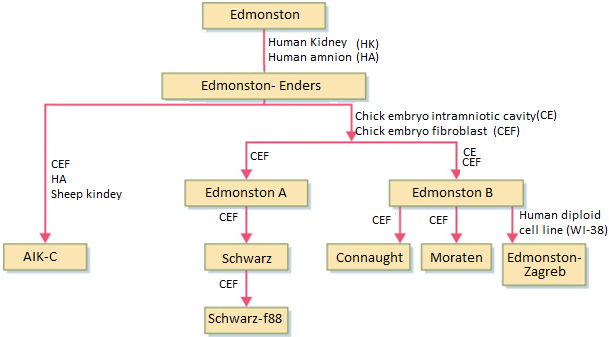 Edmonston
Human Kidney (HK)
Human amnion (HA)
Edmonston- Enders
Chick embryo intramniotic cavity(CE)
Chick embryo fibroblast (CEF)
CEF
HA
Sheep kindey
CEF
CE
CEF
Edmonston A
Edmonston B
CEF
CEF
CEF
Human diploid
cell line (WI-38)
AIK-C
Schwarz
Connaught
Moraten
Edmonston-
Zagreb
CEF
Schwarz-f88